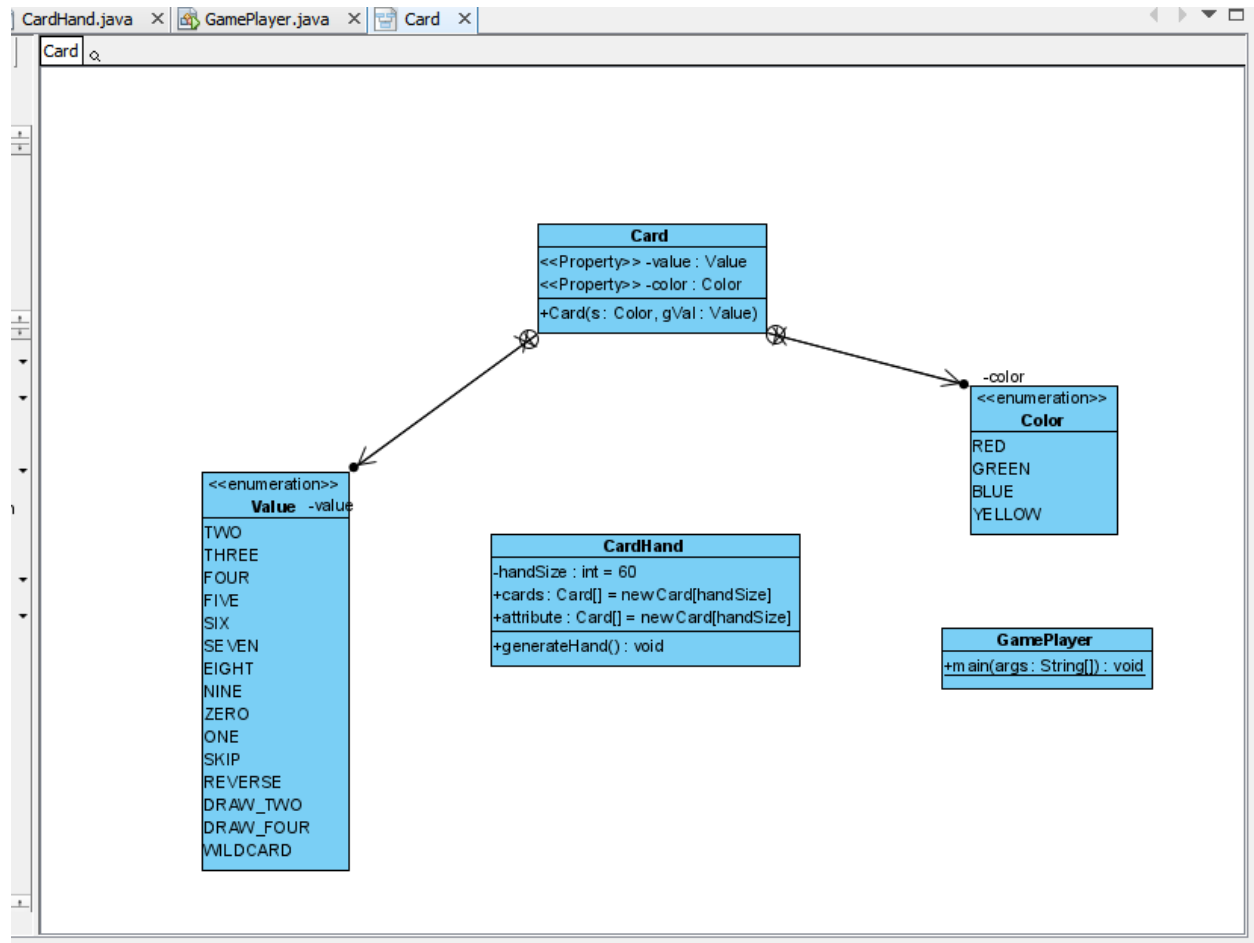 CardHand.java
GamePlayer.java
Card
Card
Card
<<Property>> -value : Value
<<Property>> -color : Color
+Card(s : Color, gVal : Value)
-color
<<enumeration>>
Color
RED
GREEN
BLUE
YELLOW
<<enumeration>>
Value -value
TWO
THREE
FOUR
FIVE
SIX
SEVEN
EIGHT
NINE
ZERO
ONE
SKIP
REVERSE
DRAW_TWO
DRAW_FOUR
WILDCARD
CardHand
-handSize : int = 60
+cards : Card[] = new Card[handSize]
+attribute : Card[] = new Card[handSize]
+generateHand() : void
GamePlayer
+main(args : String[]) : void